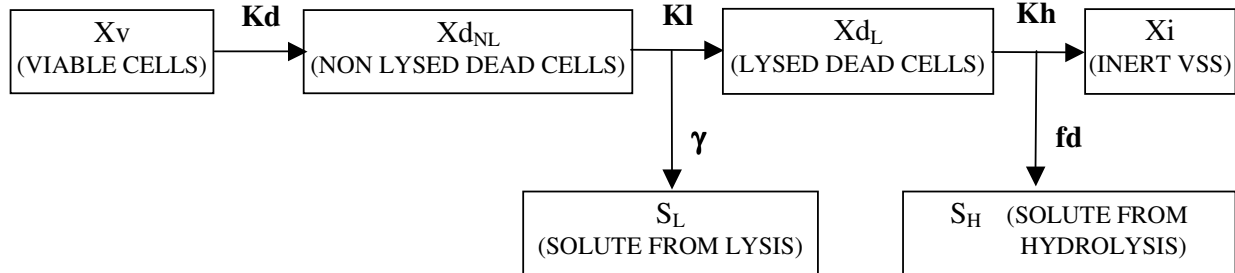 Kd
Kl
Kh
Xv
(VIABLE CELLS)
Xd_NL
(NON LYSED DEAD CELLS)
Xd_L
(LYSED DEAD CELLS)
Xi
(INERT VSS)
γ
fd
S_L
(SOLUTE FROM LYSIS)
S_H (SOLUTE FROM
HYDROLYSIS)